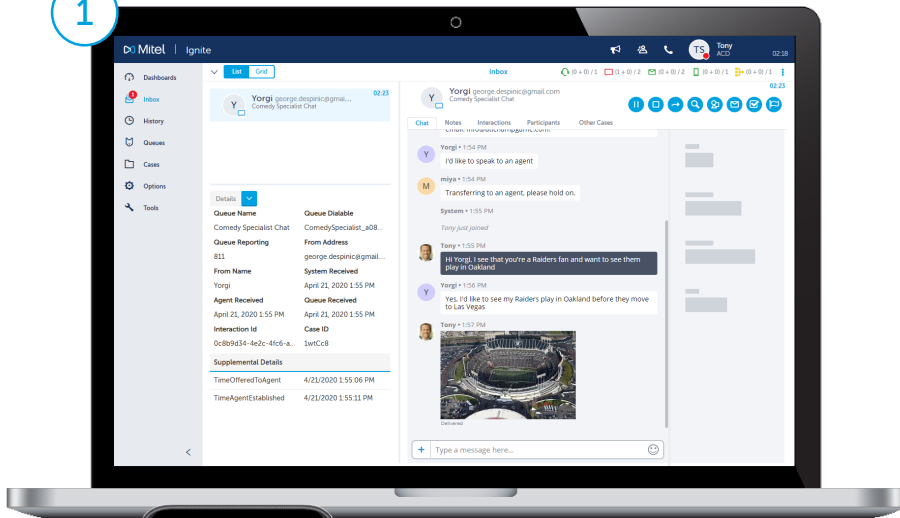 1
Mitel | Ignite
TS Tony
ACD
02:18
Dashboards
Inbox
History
Queues
Cases
Options
Tools
1
List Grid
Inbox
(0 + 0) / 1 (1 + 0) / 2 (0 + 0) / 2 (0 + 0) / 1 (0 + 0) / 1
Y
Yorgi george.despinic@gmai...
Comedy Specialist Chat
02:23
Details
Queue Name Queue Dialable
Comedy Specialist Chat ComedySpecialist_a08...
Queue Reporting From Address
811 george.despinic@gmail...
From Name System Received
Yorgi April 21, 2020 1:55 PM
Agent Received Queue Received
April 21, 2020 1:55 PM April 21, 2020 1:55 PM
Interaction Id Case ID
0c8b9d34-4e2c-4fc6-a... 1wtCc8
Supplemental Details
TimeOfferedToAgent 4/21/2020 1:55:06 PM
TimeAgentEstablished 4/21/2020 1:55:11 PM
Y
Yorgi george.despinic@gmail.com
Comedy Specialist Chat
02:23
Chat Notes Interactions Participants Other Cases
Y
Yorgi • 1:54 PM
I'd like to speak to an agent
M
miya • 1:54 PM
Transferring to an agent, please hold on.
System • 1:55 PM
Tony just joined
Tony • 1:55 PM
Hi Yorgi, I see that you're a Raiders fan and want to see them
play in Oakland
Y
Yorgi • 1:56 PM
Yes, I'd like to see my Raiders play in Oakland before they move
to Las Vegas
Tony • 1:57 PM
Delivered
+ Type a message here...